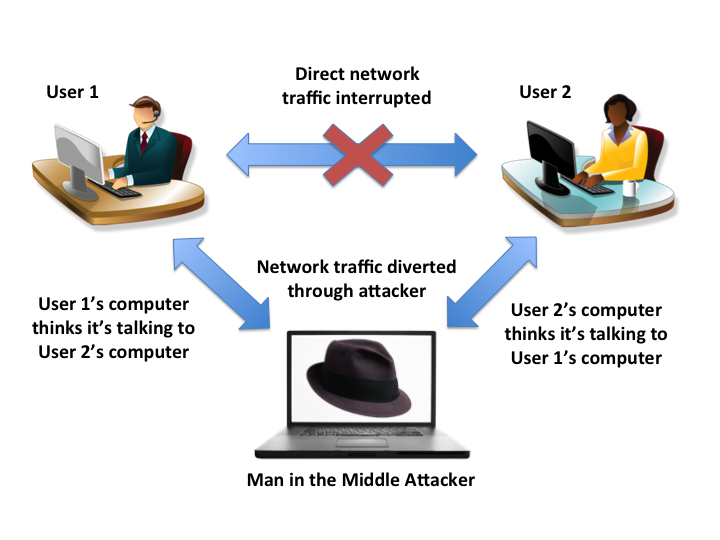 Direct network
traffic interrupted
User 1
User 2
Network traffic diverted
through attacker
User 1’s computer
thinks it’s talking to
User 2’s computer
User 2’s computer
thinks it’s talking to
User 1’s computer
Man in the Middle Attacker